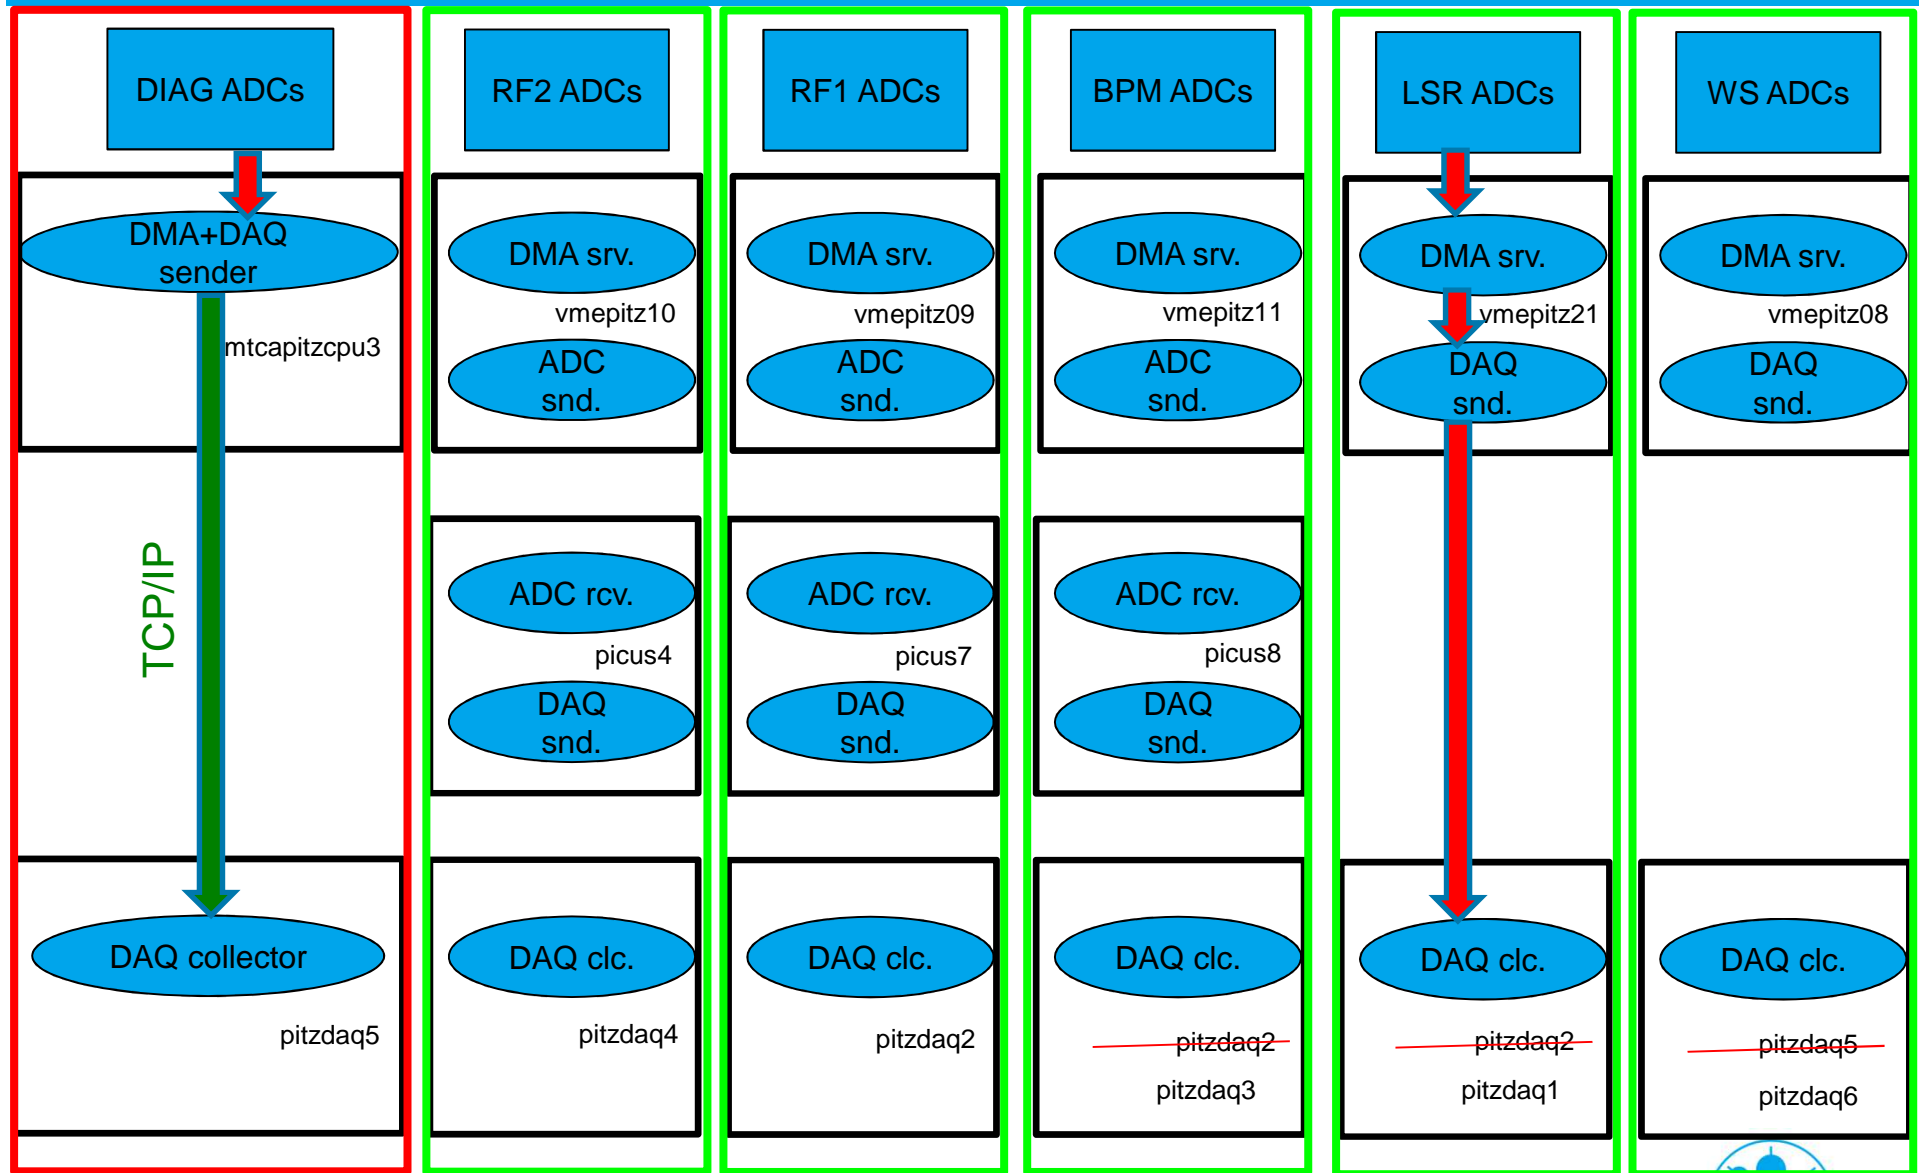 DIAG ADCs
RF2 ADCs
RF1 ADCs
BPM ADCs
LSR ADCs
WS ADCs
DMA+DAQ
sender
mtcapitzcpu3
DMA srv.
vmepitz10
ADC
snd.
DMA srv.
vmepitz09
ADC
snd.
DMA srv.
vmepitz11
ADC
snd.
DMA srv.
vmepitz21
DAQ
snd.
DMA srv.
vmepitz08
DAQ
snd.
TCP/IP
ADC rcv.
picus4
DAQ
snd.
ADC rcv.
picus7
DAQ
snd.
ADC rcv.
picus8
DAQ
snd.
DAQ collector
pitzdaq5
DAQ clc.
pitzdaq4
DAQ clc.
pitzdaq2
DAQ clc.
pitzdaq2
pitzdaq3
DAQ clc.
pitzdaq2
pitzdaq1
DAQ clc.
pitzdaq5
pitzdaq6